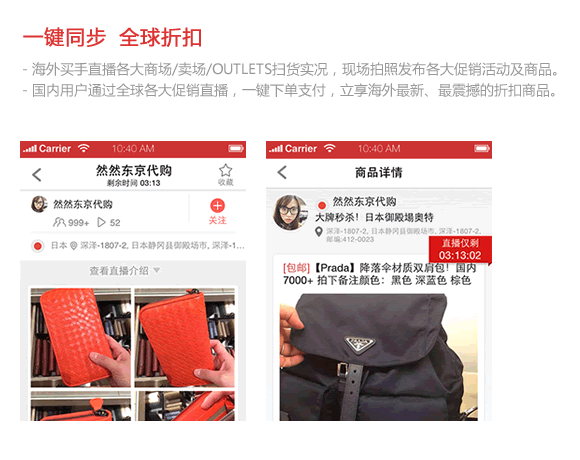 一键同步 全球折扣
- 海外买手直播各大商场/卖场/OUTLETS扫货实况，现场拍照发布各大促销活动及商品。
- 国内用户通过全球各大促销直播，一键下单支付，立享海外最新、最震撼的折扣商品。
Carrier 10:40 AM
然然东京代购
剩余时间 03:13
收藏
然然东京代购
999+ 52
关注
日本 深泽-1807-2, 日本静冈县御殿场市, 深泽-1...
查看直播介绍
Carrier 10:40 AM
商品详情
然然东京代购
大牌秒杀！日本御殿場奥特
深泽-1807-2, 日本静冈县御殿场市, 深泽-1807-2,
邮编:412-0023
直播仅剩
03:13:02
[包邮]【Prada】降落伞材质双肩包！国内
7000+ 拍下备注颜色：黑色 深蓝色 棕色
PRADA